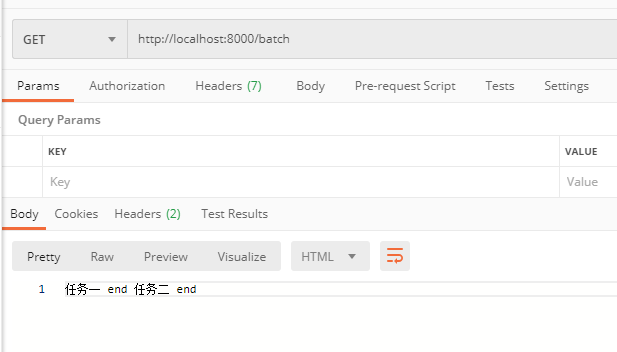 GET http://localhost:8000/batch
Params Authorization Headers (7) Body Pre-request Script Tests Settings
Query Params
KEY VALUE
Key Value
Body Cookies Headers (2) Test Results
Pretty Raw Preview Visualize HTML
1 任务一 end 任务二 end